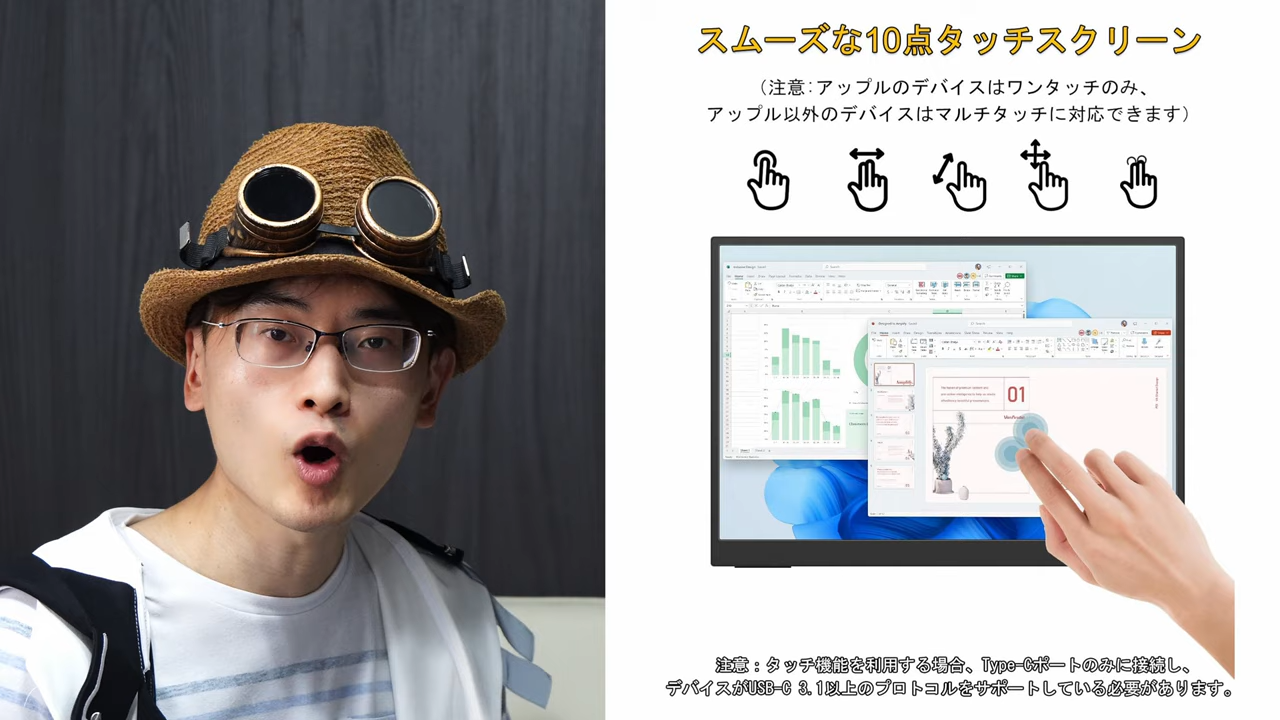 スムーズな10点タッチスクリーン
（注意：アップルのデバイスはワンタッチのみ、
アップル以外のデバイスはマルチタッチに対応できます）
01
注意：タッチ機能を利用する場合、Type-Cポートのみに接続し、
デバイスがUSB-C 3.1以上のプロトコルをサポートしている必要があります。